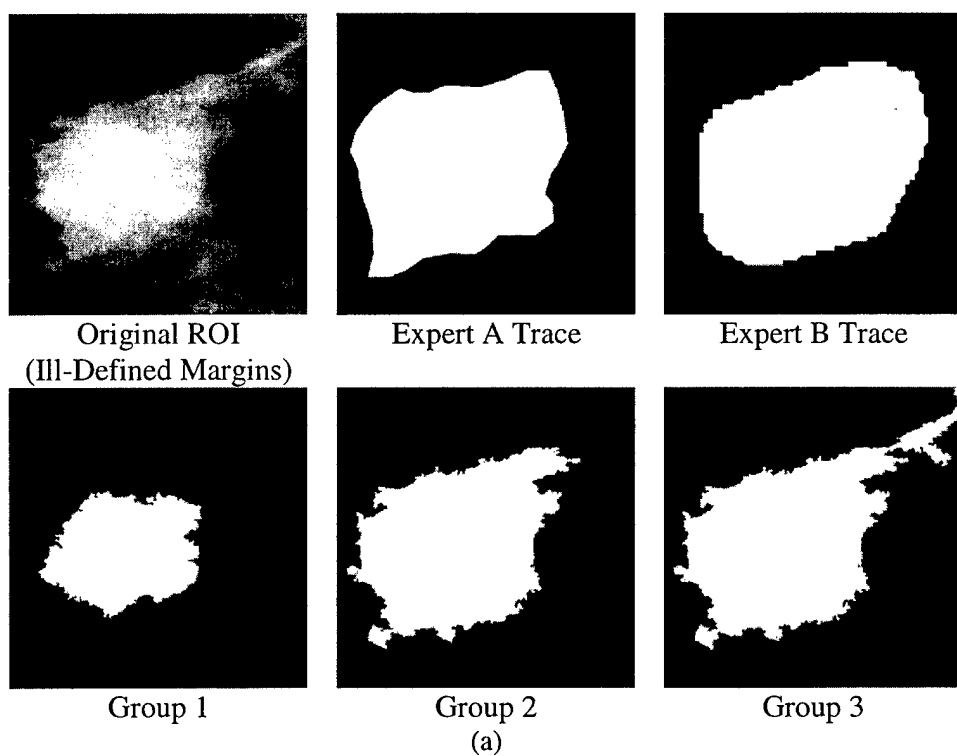 Original ROI
(Ill-Defined Margins)
Expert A Trace
Expert B Trace
Group 1
Group 2
Group 3
(a)